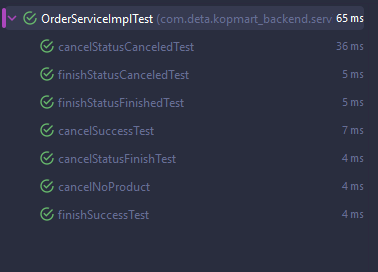 OrderServiceImplTest (com.deta.kopmart_backend.serv 65 ms
cancelStatusCanceledTest 36 ms
finishStatusCanceledTest 5 ms
finishStatusFinishedTest 5 ms
cancelSuccessTest 7 ms
cancelStatusFinishTest 4 ms
cancelNoProduct 4 ms
finishSuccessTest 4 ms